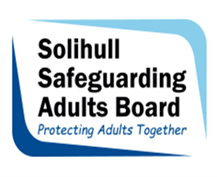 Solihull
Safeguarding
Adults Board
Protecting Adults Together